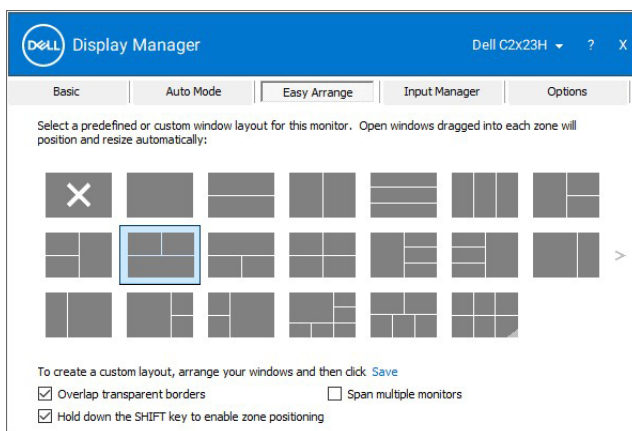 DELL Display Manager Dell C2x23H ? X
Basic Auto Mode Easy Arrange Input Manager Options
Select a predefined or custom window layout for this monitor. Open windows dragged into each zone will
position and resize automatically:
>
To create a custom layout, arrange your windows and then click Save
Overlap transparent borders Span multiple monitors
Hold down the SHIFT key to enable zone positioning